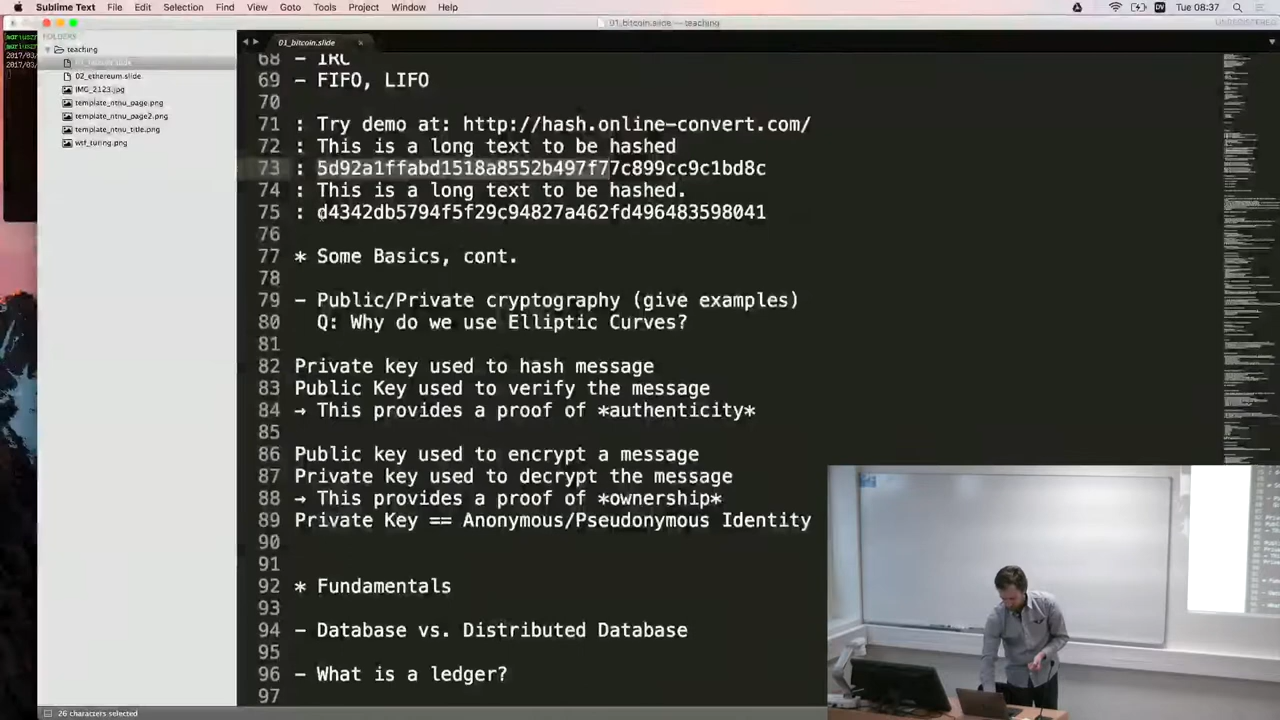 Sublime Text File Edit Selection Find View Goto Tools Project Window Help
DV Tue 08:37
01_bitcoin.slide — teaching
UNREGISTERED
FOLDERS
teaching
01_bitcoin.slide
02_ethereum.slide
IMG_2123.jpg
template_ntnu_page.png
template_ntnu_page2.png
template_ntnu_title.png
wsf_turing.png
01_bitcoin.slide
68 - IRC
69 - FIFO, LIFO
70
71 : Try demo at: http://hash.online-convert.com/
72 : This is a long text to be hashed
73 : 5d92a1ffabd1518a8552b497f77c899cc9c1bd8c
74 : This is a long text to be hashed.
75 : d4342db5794f5f29c94827a462fd496483598041
76
77 * Some Basics, cont.
78
79 - Public/Private cryptography (give examples)
80 Q: Why do we use Elliptic Curves?
81
82 Private key used to hash message
83 Public Key used to verify the message
84 → This provides a proof of *authenticity*
85
86 Public key used to encrypt a message
87 Private key used to decrypt the message
88 → This provides a proof of *ownership*
89 Private Key == Anonymous/Pseudonymous Identity
90
91
92 * Fundamentals
93
94 - Database vs. Distributed Database
95
96 - What is a ledger?
97
26 characters selected